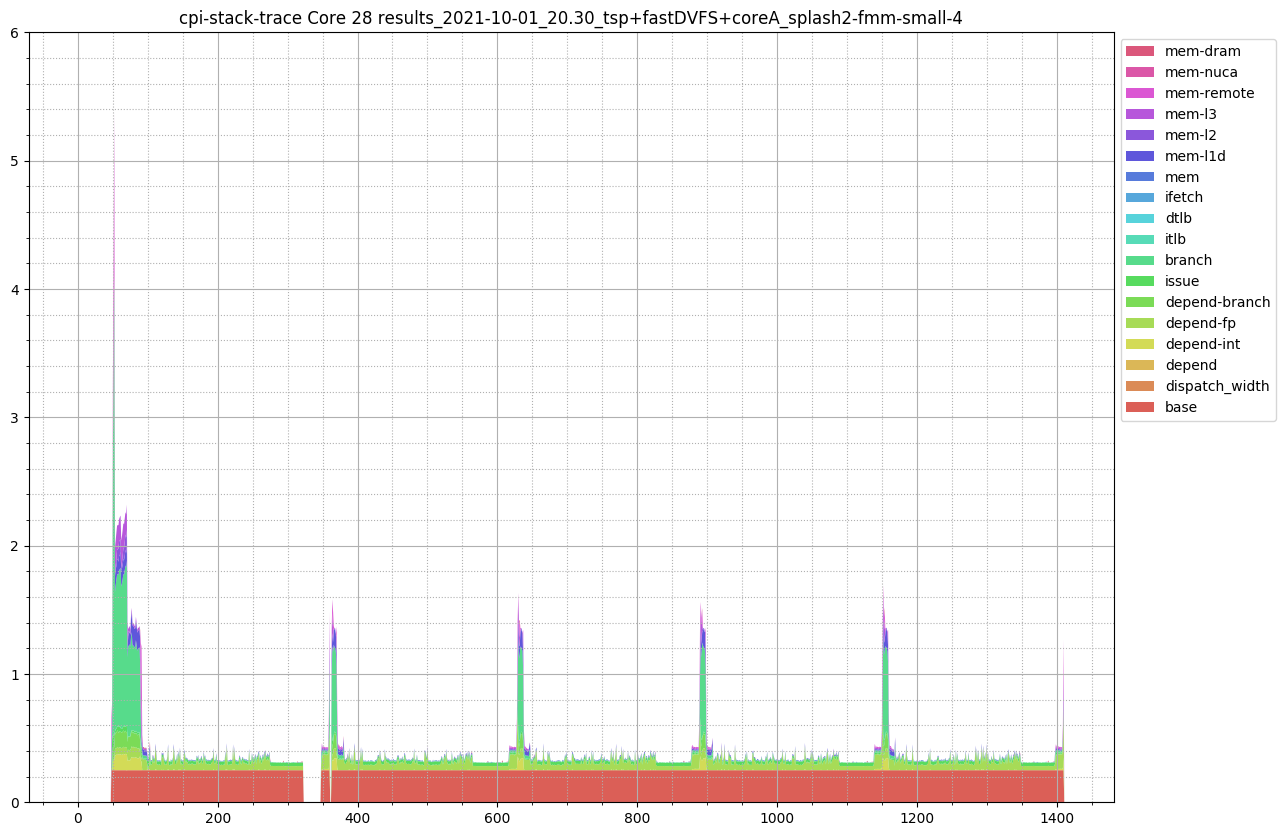 cpi-stack-trace Core 28 results_2021-10-01_20.30_tsp+fastDVFS+coreA_splash2-fmm-small-4
6
5
4
3
2
1
0
0 200 400 600 800 1000 1200 1400
mem-dram
mem-nuca
mem-remote
mem-l3
mem-l2
mem-l1d
mem
ifetch
dtlb
itlb
branch
issue
depend-branch
depend-fp
depend-int
depend
dispatch_width
base